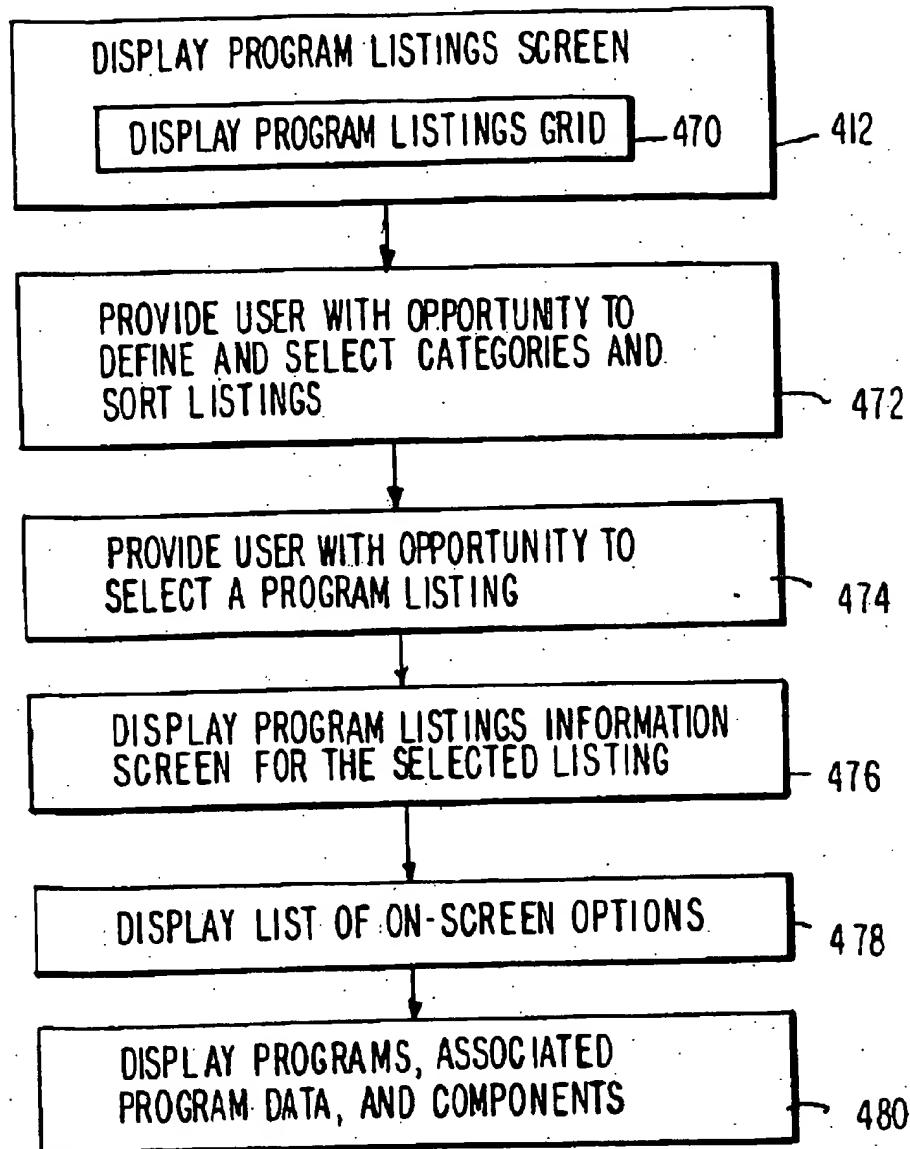 DISPLAY PROGRAM LISTINGS SCREEN
DISPLAY PROGRAM LISTINGS GRID
470
412
PROVIDE USER WITH OPPORTUNITY TO
DEFINE AND SELECT CATEGORIES AND
SORT LISTINGS
472
PROVIDE USER WITH OPPORTUNITY TO
SELECT A PROGRAM LISTING
474
DISPLAY PROGRAM LISTINGS INFORMATION
SCREEN FOR THE SELECTED LISTING
476
DISPLAY LIST OF ON-SCREEN OPTIONS
478
DISPLAY PROGRAMS, ASSOCIATED
PROGRAM DATA, AND COMPONENTS
480